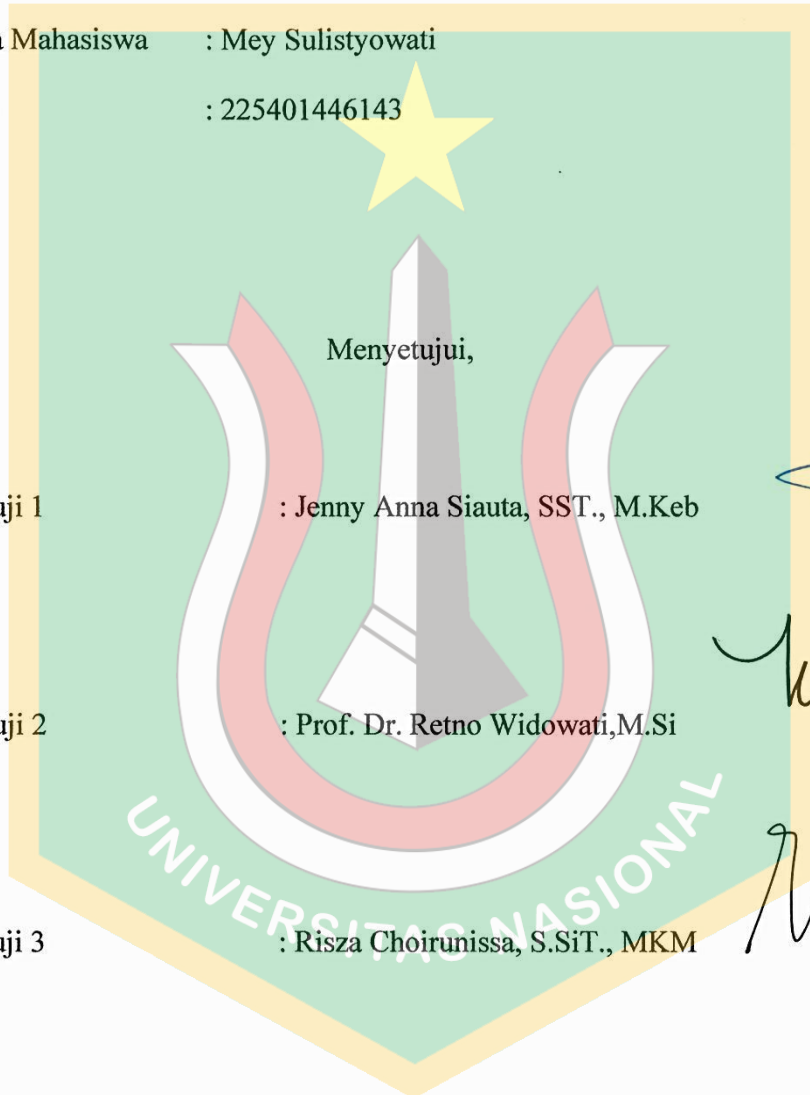 a Mahasiswa : Mey Sulistyowati
: 225401446143
Menyetujui,
uji 1 : Jenny Anna Siauta, SST., M.Keb
uji 2 : Prof. Dr. Retno Widowati,M.Si
uji 3 : Risza Choirunissa, S.SiT., MKM
UNIVERSITAS NASIONAL